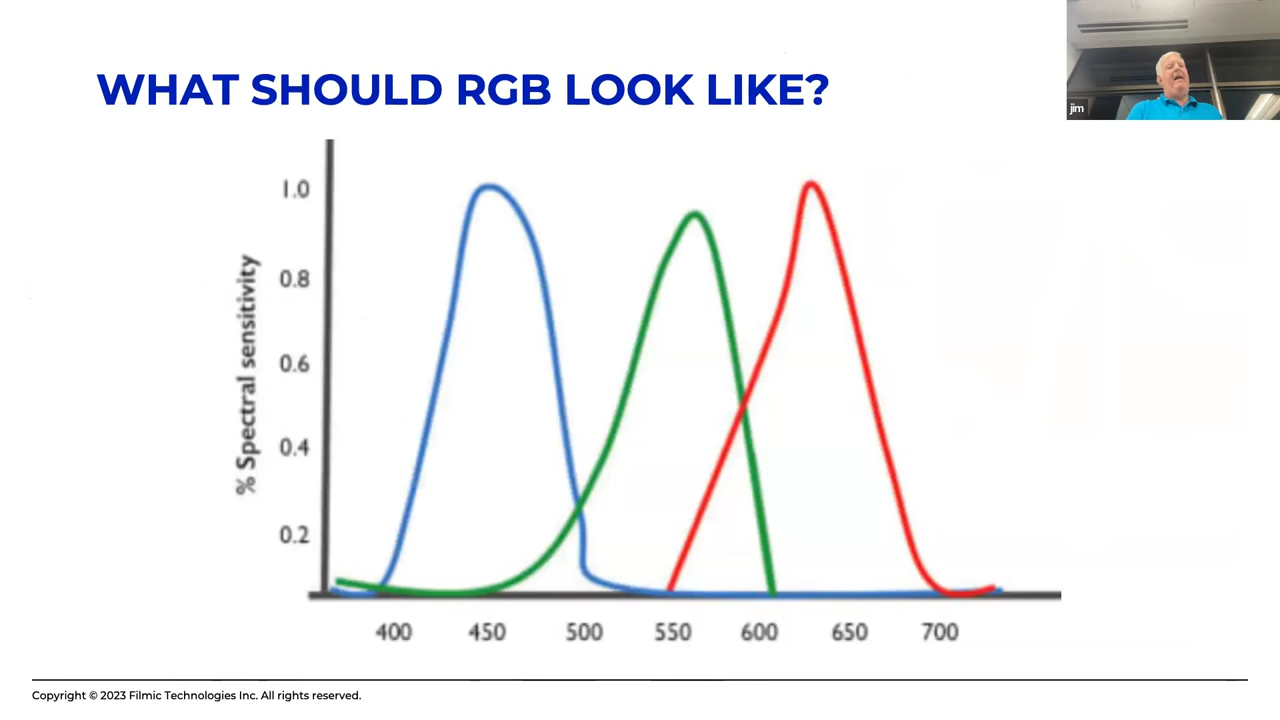 WHAT SHOULD RGB LOOK LIKE?
jim
1.0
0.8
0.6
0.4
0.2
% Spectral sensitivity
400 450 500 550 600 650 700
Copyright © 2023 Filmic Technologies Inc. All rights reserved.